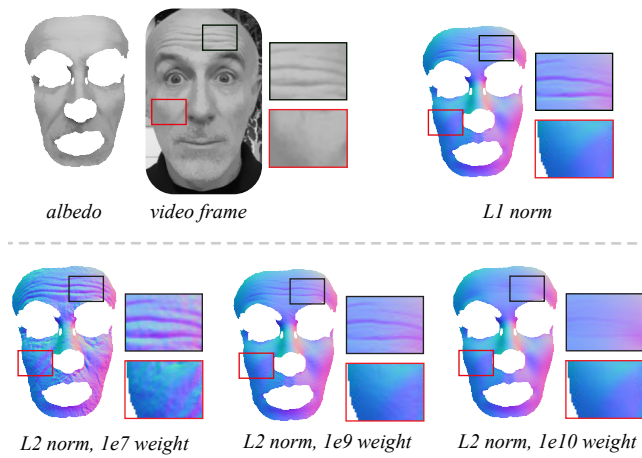 albedo
video frame
L1 norm
L2 norm, 1e7 weight
L2 norm, 1e9 weight
L2 norm, 1e10 weight